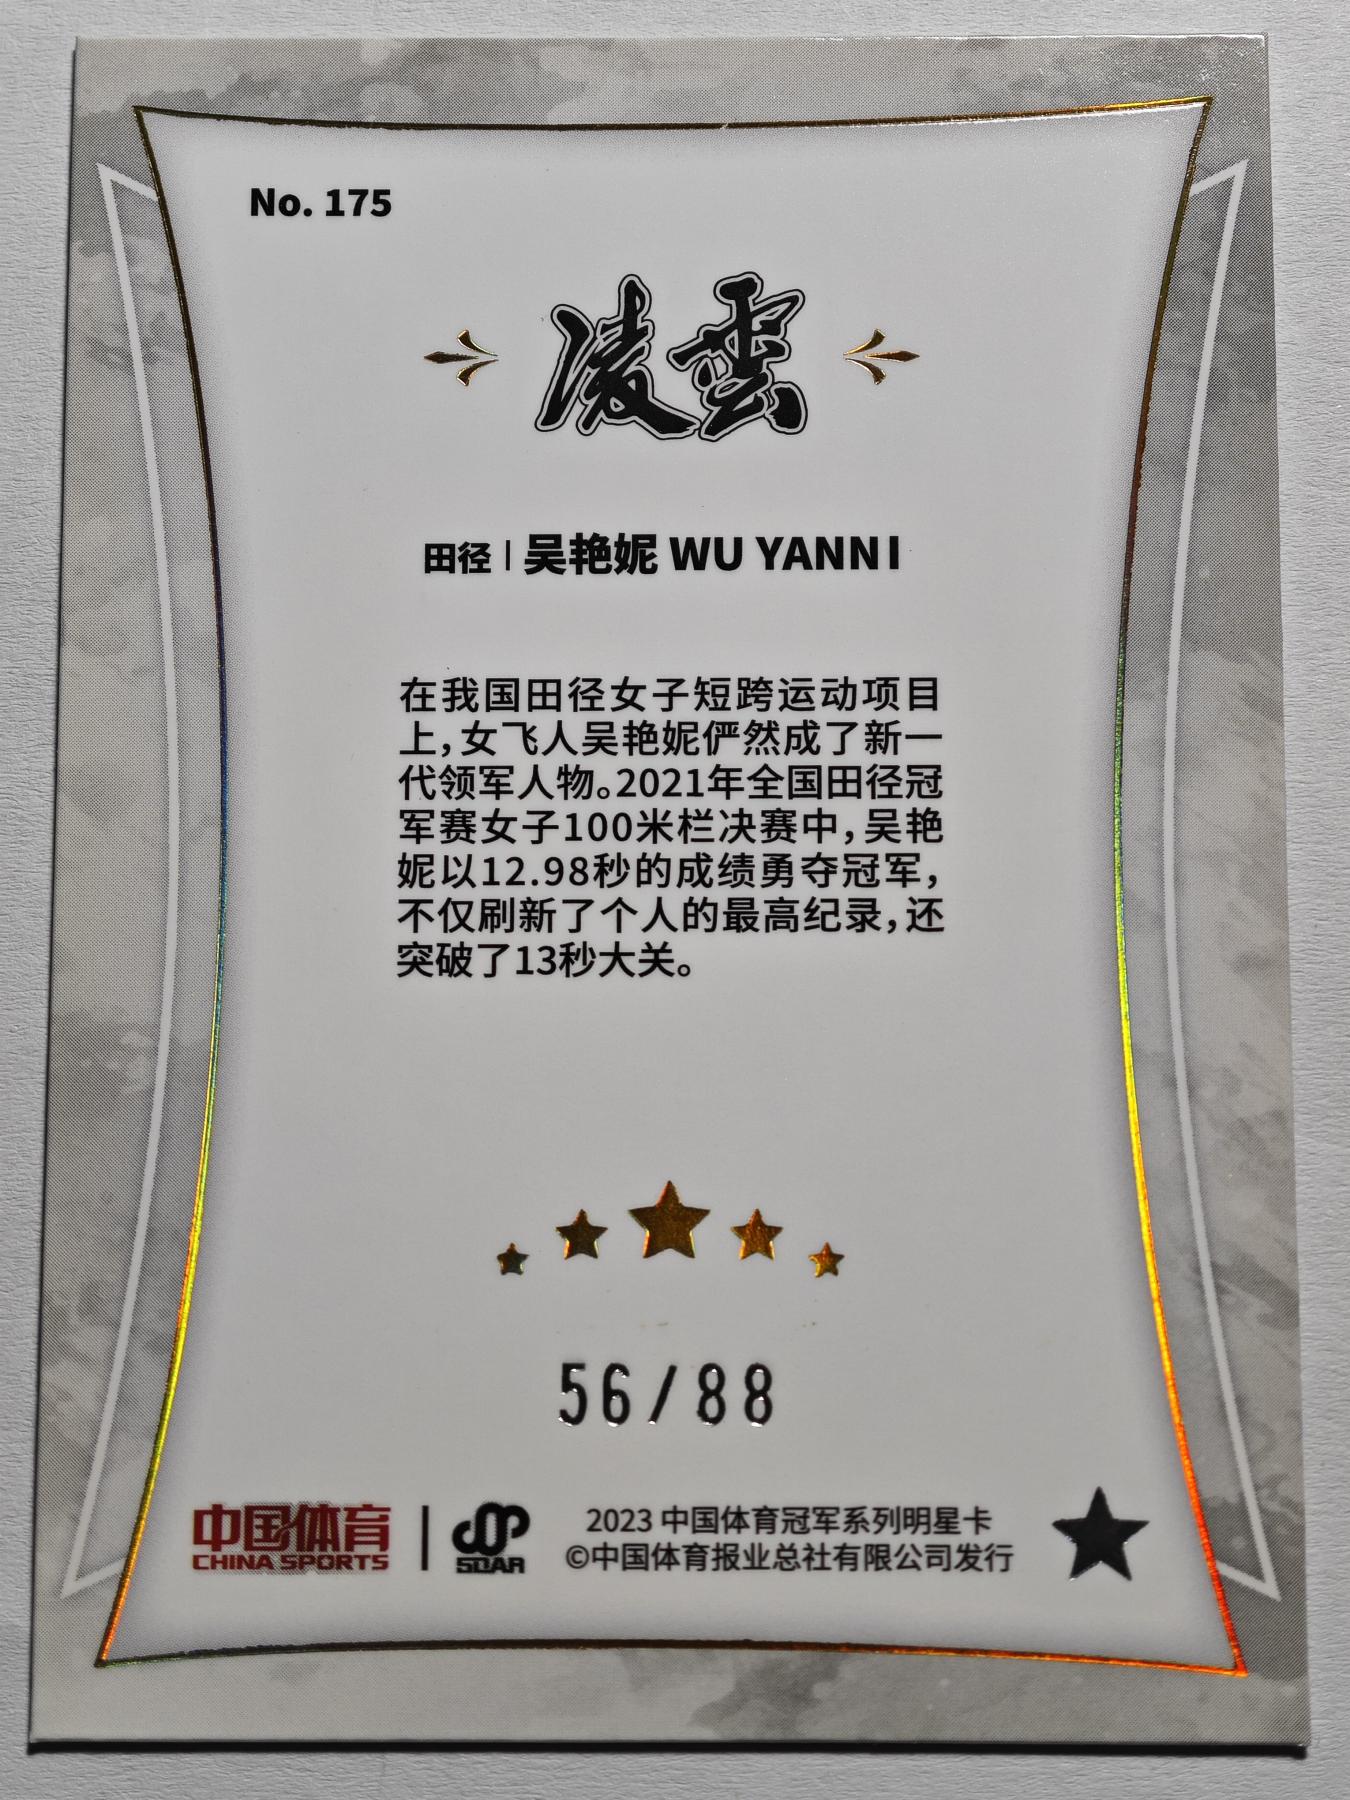 No. 175
凌雲
田径 | 吴艳妮 WU YANNI
在我国田径女子短跨运动项目
上，女飞人吴艳妮俨然成了新一
代领军人物。2021年全国田径冠
军赛女子100米栏决赛中，吴艳
妮以12.98秒的成绩勇夺冠军，
不仅刷新了个人的最高纪录，还
突破了13秒大关。
56/88
中国体育
CHINA SPORTS
SDAR
2023 中国体育冠军系列明星卡
©中国体育报业总社有限公司发行